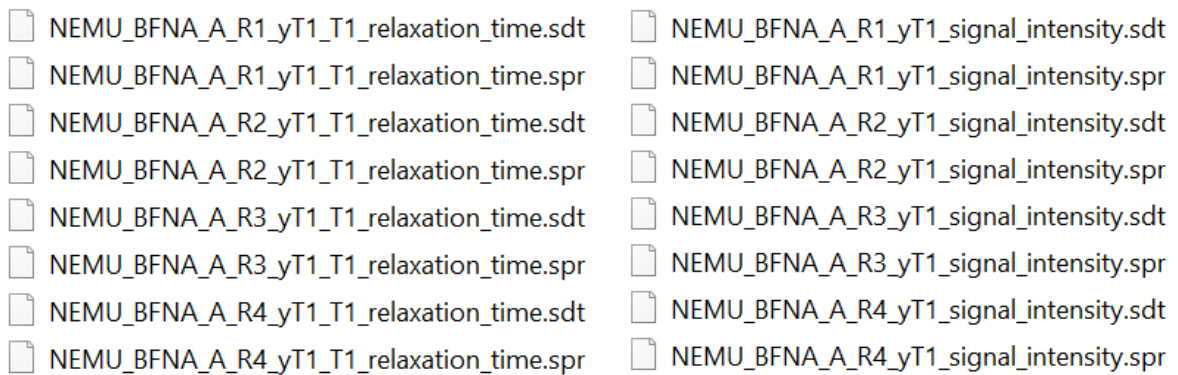 NEMU_BFNA_A_R1_yT1_T1_relaxation_time.sdt
NEMU_BFNA_A_R1_yT1_T1_relaxation_time.spr
NEMU_BFNA_A_R2_yT1_T1_relaxation_time.sdt
NEMU_BFNA_A_R2_yT1_T1_relaxation_time.spr
NEMU_BFNA_A_R3_yT1_T1_relaxation_time.sdt
NEMU_BFNA_A_R3_yT1_T1_relaxation_time.spr
NEMU_BFNA_A_R4_yT1_T1_relaxation_time.sdt
NEMU_BFNA_A_R4_yT1_T1_relaxation_time.spr
NEMU_BFNA_A_R1_yT1_signal_intensity.sdt
NEMU_BFNA_A_R1_yT1_signal_intensity.spr
NEMU_BFNA_A_R2_yT1_signal_intensity.sdt
NEMU_BFNA_A_R2_yT1_signal_intensity.spr
NEMU_BFNA_A_R3_yT1_signal_intensity.sdt
NEMU_BFNA_A_R3_yT1_signal_intensity.spr
NEMU_BFNA_A_R4_yT1_signal_intensity.sdt
NEMU_BFNA_A_R4_yT1_signal_intensity.spr